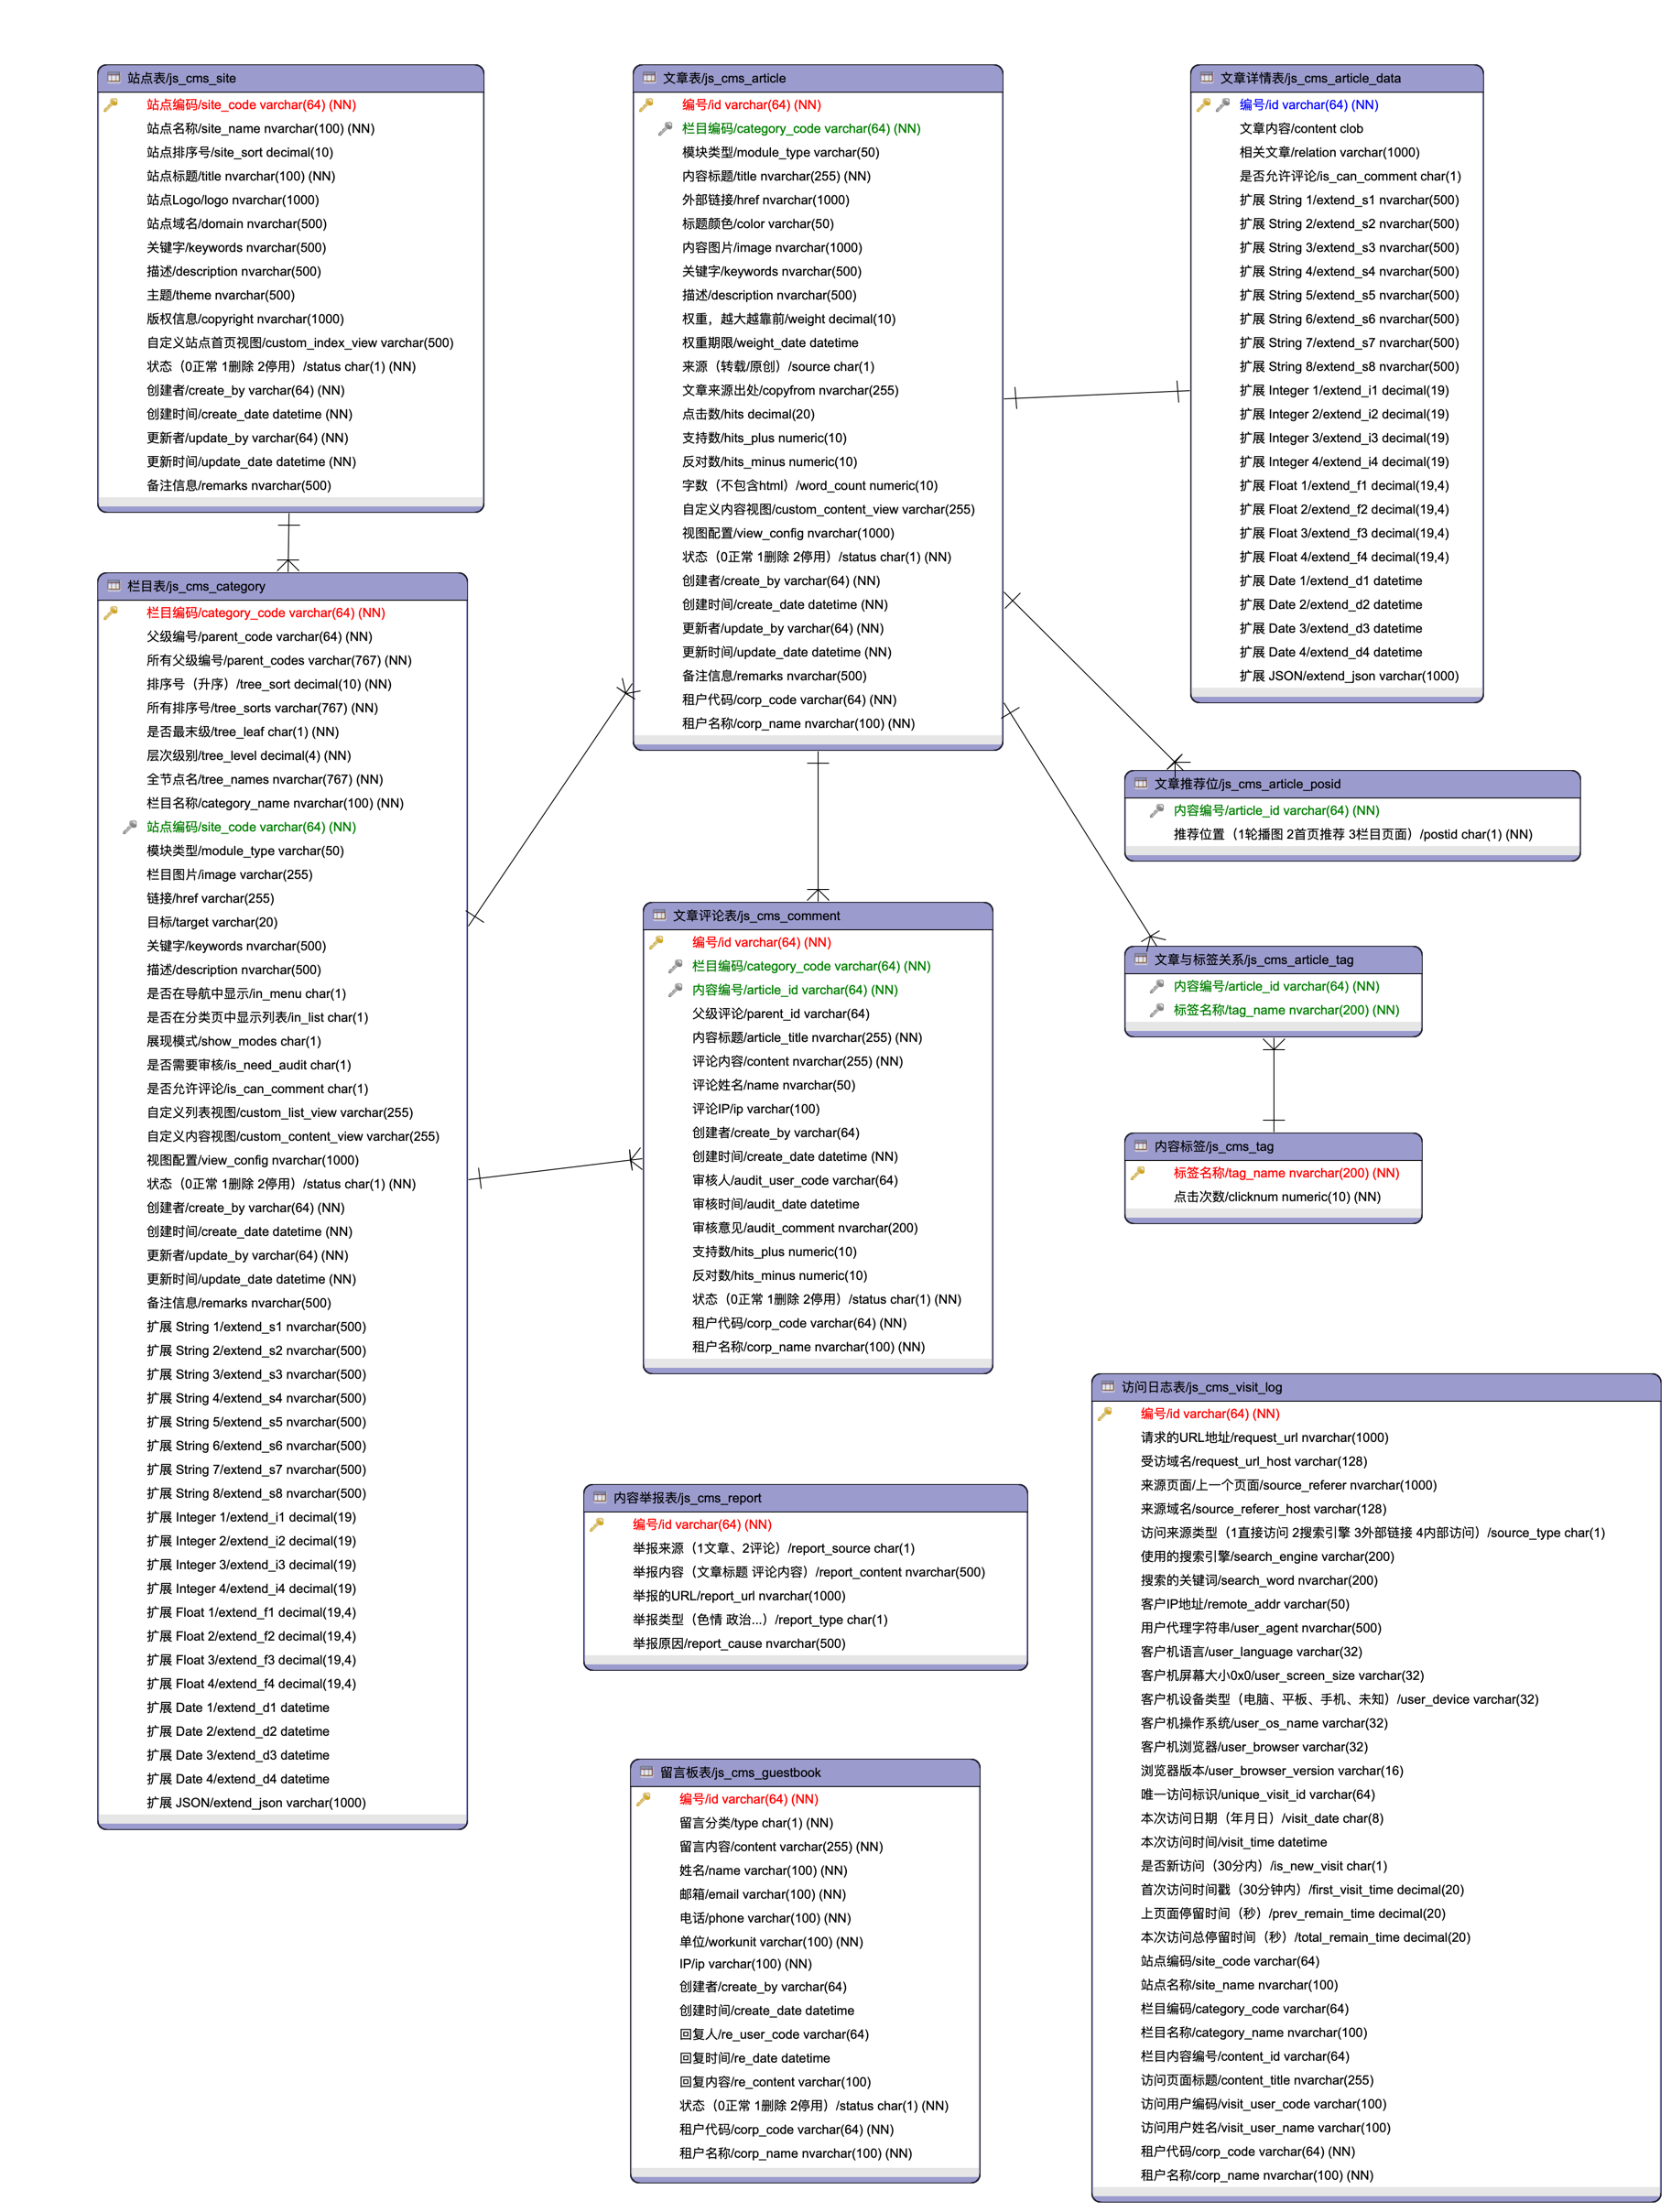 站点表/js_cms_site
站点编码/site_code varchar(64) (NN)
站点名称/site_name nvarchar(100) (NN)
站点排序号/site_sort decimal(10)
站点标题/title nvarchar(100) (NN)
站点Logo/logo nvarchar(1000)
站点域名/domain nvarchar(500)
关键字/keywords nvarchar(500)
描述/description nvarchar(500)
主题/theme nvarchar(500)
版权信息/copyright nvarchar(1000)
自定义站点首页视图/custom_index_view varchar(500)
状态（0正常 1删除 2停用）/status char(1) (NN)
创建者/create_by varchar(64) (NN)
创建时间/create_date datetime (NN)
更新者/update_by varchar(64) (NN)
更新时间/update_date datetime (NN)
备注信息/remarks nvarchar(500)
栏目表/js_cms_category
栏目编码/category_code varchar(64) (NN)
父级编号/parent_code varchar(64) (NN)
所有父级编号/parent_codes varchar(767) (NN)
排序号（升序）/tree_sort decimal(10) (NN)
所有排序号/tree_sorts varchar(767) (NN)
是否最末级/tree_leaf char(1) (NN)
层次级别/tree_level decimal(4) (NN)
全节点名/tree_names nvarchar(767) (NN)
栏目名称/category_name nvarchar(100) (NN)
站点编码/site_code varchar(64) (NN)
模块类型/module_type varchar(50)
栏目图片/image varchar(255)
链接/href varchar(255)
目标/target varchar(20)
关键字/keywords nvarchar(500)
描述/description nvarchar(500)
是否在导航中显示/in_menu char(1)
是否在分类页中显示列表/in_list char(1)
展现模式/show_modes char(1)
是否需要审核/is_need_audit char(1)
是否允许评论/is_can_comment char(1)
自定义列表视图/custom_list_view varchar(255)
自定义内容视图/custom_content_view varchar(255)
视图配置/view_config nvarchar(1000)
状态（0正常 1删除 2停用）/status char(1) (NN)
创建者/create_by varchar(64) (NN)
创建时间/create_date datetime (NN)
更新者/update_by varchar(64) (NN)
更新时间/update_date datetime (NN)
备注信息/remarks nvarchar(500)
扩展 String 1/extend_s1 nvarchar(500)
扩展 String 2/extend_s2 nvarchar(500)
扩展 String 3/extend_s3 nvarchar(500)
扩展 String 4/extend_s4 nvarchar(500)
扩展 String 5/extend_s5 nvarchar(500)
扩展 String 6/extend_s6 nvarchar(500)
扩展 String 7/extend_s7 nvarchar(500)
扩展 String 8/extend_s8 nvarchar(500)
扩展 Integer 1/extend_i1 decimal(19)
扩展 Integer 2/extend_i2 decimal(19)
扩展 Integer 3/extend_i3 decimal(19)
扩展 Integer 4/extend_i4 decimal(19)
扩展 Float 1/extend_f1 decimal(19,4)
扩展 Float 2/extend_f2 decimal(19,4)
扩展 Float 3/extend_f3 decimal(19,4)
扩展 Float 4/extend_f4 decimal(19,4)
扩展 Date 1/extend_d1 datetime
扩展 Date 2/extend_d2 datetime
扩展 Date 3/extend_d3 datetime
扩展 Date 4/extend_d4 datetime
扩展 JSON/extend_json varchar(1000)
文章表/js_cms_article
编号/id varchar(64) (NN)
栏目编码/category_code varchar(64) (NN)
模块类型/module_type varchar(50)
内容标题/title nvarchar(255) (NN)
外部链接/href nvarchar(1000)
标题颜色/color varchar(50)
内容图片/image nvarchar(1000)
关键字/keywords nvarchar(500)
描述/description nvarchar(500)
权重，越大越靠前/weight decimal(10)
权重期限/weight_date datetime
来源（转载/原创）/source char(1)
文章来源出处/copyfrom nvarchar(255)
点击数/hits decimal(20)
支持数/hits_plus numeric(10)
反对数/hits_minus numeric(10)
字数（不包含html）/word_count numeric(10)
自定义内容视图/custom_content_view varchar(255)
视图配置/view_config nvarchar(1000)
状态（0正常 1删除 2停用）/status char(1) (NN)
创建者/create_by varchar(64) (NN)
创建时间/create_date datetime (NN)
更新者/update_by varchar(64) (NN)
更新时间/update_date datetime (NN)
备注信息/remarks nvarchar(500)
租户代码/corp_code varchar(64) (NN)
租户名称/corp_name nvarchar(100) (NN)
文章评论表/js_cms_comment
编号/id varchar(64) (NN)
栏目编码/category_code varchar(64) (NN)
内容编号/article_id varchar(64) (NN)
父级评论/parent_id varchar(64)
内容标题/article_title nvarchar(255) (NN)
评论内容/content nvarchar(255) (NN)
评论姓名/name nvarchar(50)
评论IP/ip varchar(100)
创建者/create_by varchar(64)
创建时间/create_date datetime (NN)
审核人/audit_user_code varchar(64)
审核时间/audit_date datetime
审核意见/audit_comment nvarchar(200)
支持数/hits_plus numeric(10)
反对数/hits_minus numeric(10)
状态（0正常 1删除 2停用）/status char(1) (NN)
租户代码/corp_code varchar(64) (NN)
租户名称/corp_name nvarchar(100) (NN)
内容举报表/js_cms_report
编号/id varchar(64) (NN)
举报来源（1文章、2评论）/report_source char(1)
举报内容（文章标题 评论内容）/report_content nvarchar(500)
举报的URL/report_url nvarchar(1000)
举报类型（色情 政治...）/report_type char(1)
举报原因/report_cause nvarchar(500)
留言板表/js_cms_guestbook
编号/id varchar(64) (NN)
留言分类/type char(1) (NN)
留言内容/content varchar(255) (NN)
姓名/name varchar(100) (NN)
邮箱/email varchar(100) (NN)
电话/phone varchar(100) (NN)
单位/workunit varchar(100) (NN)
IP/ip varchar(100) (NN)
创建者/create_by varchar(64)
创建时间/create_date datetime
回复人/re_user_code varchar(64)
回复时间/re_date datetime
回复内容/re_content varchar(100)
状态（0正常 1删除 2停用）/status char(1) (NN)
租户代码/corp_code varchar(64) (NN)
租户名称/corp_name nvarchar(100) (NN)
文章详情表/js_cms_article_data
编号/id varchar(64) (NN)
文章内容/content clob
相关文章/relation varchar(1000)
是否允许评论/is_can_comment char(1)
扩展 String 1/extend_s1 nvarchar(500)
扩展 String 2/extend_s2 nvarchar(500)
扩展 String 3/extend_s3 nvarchar(500)
扩展 String 4/extend_s4 nvarchar(500)
扩展 String 5/extend_s5 nvarchar(500)
扩展 String 6/extend_s6 nvarchar(500)
扩展 String 7/extend_s7 nvarchar(500)
扩展 String 8/extend_s8 nvarchar(500)
扩展 Integer 1/extend_i1 decimal(19)
扩展 Integer 2/extend_i2 decimal(19)
扩展 Integer 3/extend_i3 decimal(19)
扩展 Integer 4/extend_i4 decimal(19)
扩展 Float 1/extend_f1 decimal(19,4)
扩展 Float 2/extend_f2 decimal(19,4)
扩展 Float 3/extend_f3 decimal(19,4)
扩展 Float 4/extend_f4 decimal(19,4)
扩展 Date 1/extend_d1 datetime
扩展 Date 2/extend_d2 datetime
扩展 Date 3/extend_d3 datetime
扩展 Date 4/extend_d4 datetime
扩展 JSON/extend_json varchar(1000)
文章推荐位/js_cms_article_posid
内容编号/article_id varchar(64) (NN)
推荐位置（1轮播图 2首页推荐 3栏目页面）/postid char(1) (NN)
文章与标签关系/js_cms_article_tag
内容编号/article_id varchar(64) (NN)
标签名称/tag_name nvarchar(200) (NN)
内容标签/js_cms_tag
标签名称/tag_name nvarchar(200) (NN)
点击次数/clicknum numeric(10) (NN)
访问日志表/js_cms_visit_log
编号/id varchar(64) (NN)
请求的URL地址/request_url nvarchar(1000)
受访域名/request_url_host varchar(128)
来源页面/上一个页面/source_referer nvarchar(1000)
来源域名/source_referer_host varchar(128)
访问来源类型（1直接访问 2搜索引擎 3外部链接 4内部访问）/source_type char(1)
使用的搜索引擎/search_engine varchar(200)
搜索的关键词/search_word nvarchar(200)
客户IP地址/remote_addr varchar(50)
用户代理字符串/user_agent nvarchar(500)
客户机语言/user_language varchar(32)
客户机屏幕大小0x0/user_screen_size varchar(32)
客户机设备类型（电脑、平板、手机、未知）/user_device varchar(32)
客户机操作系统/user_os_name varchar(32)
客户机浏览器/user_browser varchar(32)
浏览器版本/user_browser_version varchar(16)
唯一访问标识/unique_visit_id varchar(64)
本次访问日期（年月日）/visit_date char(8)
本次访问时间/visit_time datetime
是否新访问（30分内）/is_new_visit char(1)
首次访问时间戳（30分钟内）/first_visit_time decimal(20)
上页面停留时间（秒）/prev_remain_time decimal(20)
本次访问总停留时间（秒）/total_remain_time decimal(20)
站点编码/site_code varchar(64)
站点名称/site_name nvarchar(100)
栏目编码/category_code varchar(64)
栏目名称/category_name nvarchar(100)
栏目内容编号/content_id varchar(64)
访问页面标题/content_title nvarchar(255)
访问用户编码/visit_user_code varchar(100)
访问用户姓名/visit_user_name varchar(100)
租户代码/corp_code varchar(64) (NN)
租户名称/corp_name nvarchar(100) (NN)